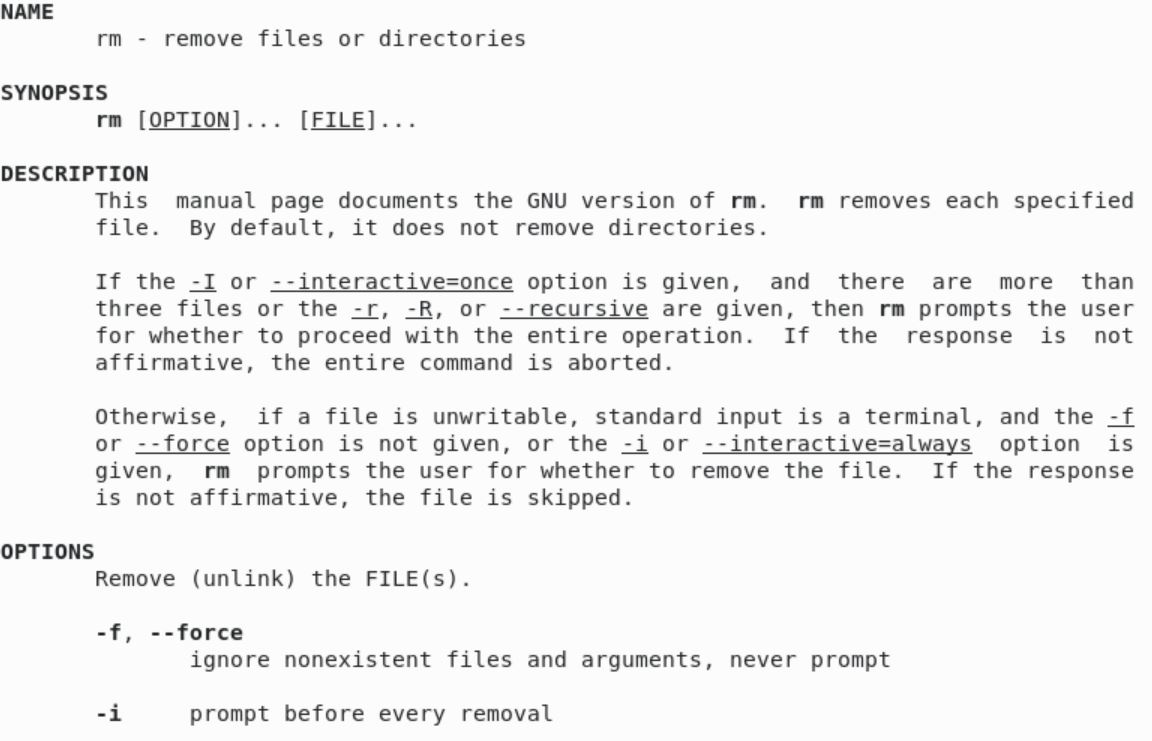 NAME
rm - remove files or directories
SYNOPSIS
rm [OPTION]... [FILE]...
DESCRIPTION
This  manual page documents the GNU version of rm.  rm removes each specified
file.  By default, it does not remove directories.
If the -I or --interactive=once option is given,  and  there  are  more  than
three files or the -r, -R, or --recursive are given, then rm prompts the user
for whether to proceed with the entire operation.  If  the  response  is  not
affirmative, the entire command is aborted.
Otherwise,  if a file is unwritable, standard input is a terminal, and the -f
or --force option is not given, or the -i or --interactive=always  option  is
given,  rm  prompts the user for whether to remove the file.  If the response
is not affirmative, the file is skipped.
OPTIONS
Remove (unlink) the FILE(s).
-f, --force
ignore nonexistent files and arguments, never prompt
-i     prompt before every removal